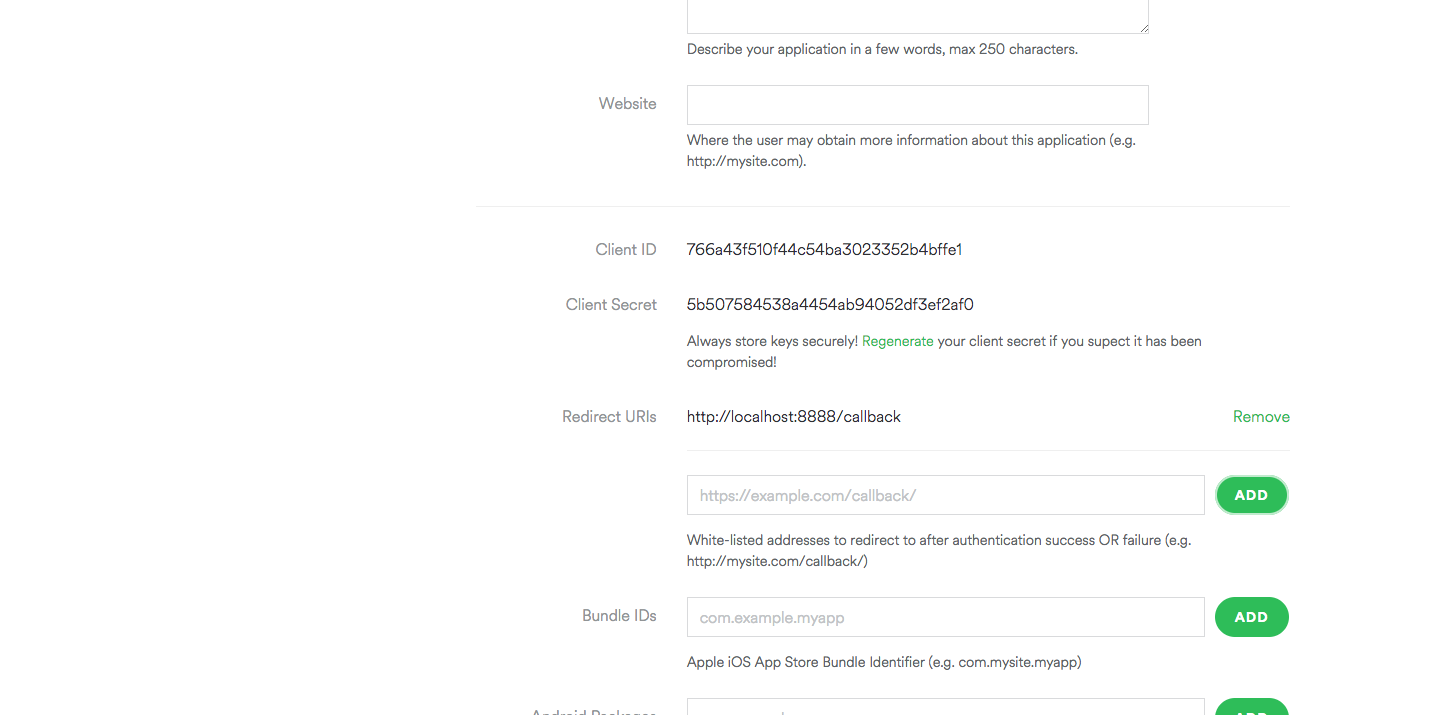 Describe your application in a few words, max 250 characters.
Website
Where the user may obtain more information about this application (e.g.
http://mysite.com).
Client ID
766a43f510f44c54ba3023352b4bffe1
Client Secret
5b507584538a4454ab94052df3ef2af0
Always store keys securely! Regenerate your client secret if you supect it has been
compromised!
Redirect URIs
http://localhost:8888/callback
Remove
https://example.com/callback/
ADD
White-listed addresses to redirect to after authentication success OR failure (e.g.
http://mysite.com/callback/)
Bundle IDs
com.example.myapp
ADD
Apple iOS App Store Bundle Identifier (e.g. com.mysite.myapp)
Android Packages
ADD